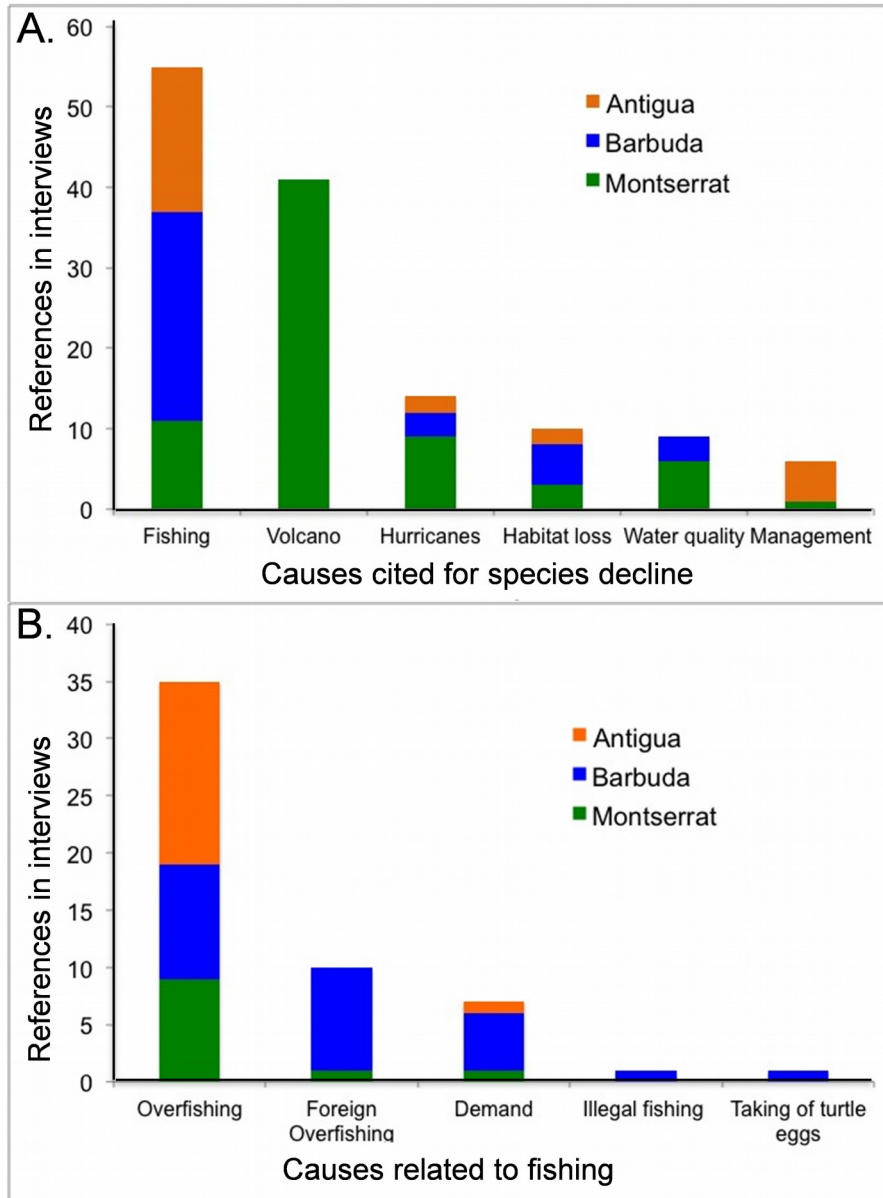 A.
References in interviews
60
50
40
30
20
10
0
Antigua
Barbuda
Montserrat
Fishing Volcano Hurricanes Habitat loss Water quality Management
Causes cited for species decline
B.
References in interviews
40
35
30
25
20
15
10
5
0
Antigua
Barbuda
Montserrat
Overfishing Foreign Demand Illegal fishing Taking of turtle
Overfishing eggs
Causes related to fishing